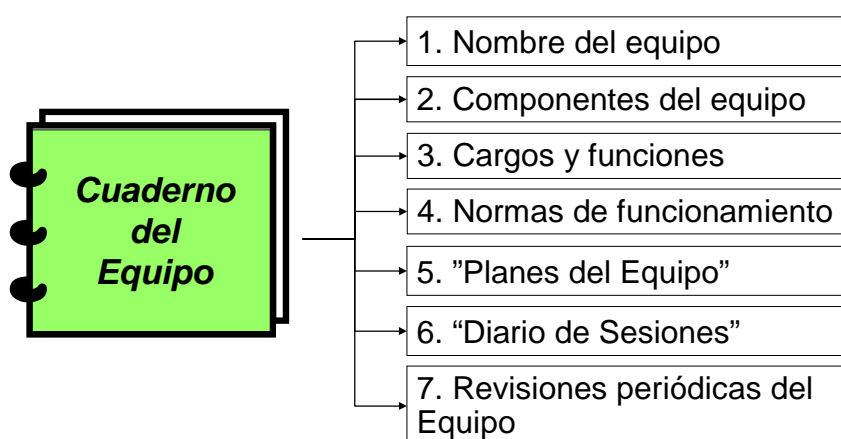 Cuaderno
del
Equipo
1. Nombre del equipo
2. Componentes del equipo
3. Cargos y funciones
4. Normas de funcionamiento
5. ”Planes del Equipo”
6. “Diario de Sesiones”
7. Revisiones periódicas del
Equipo